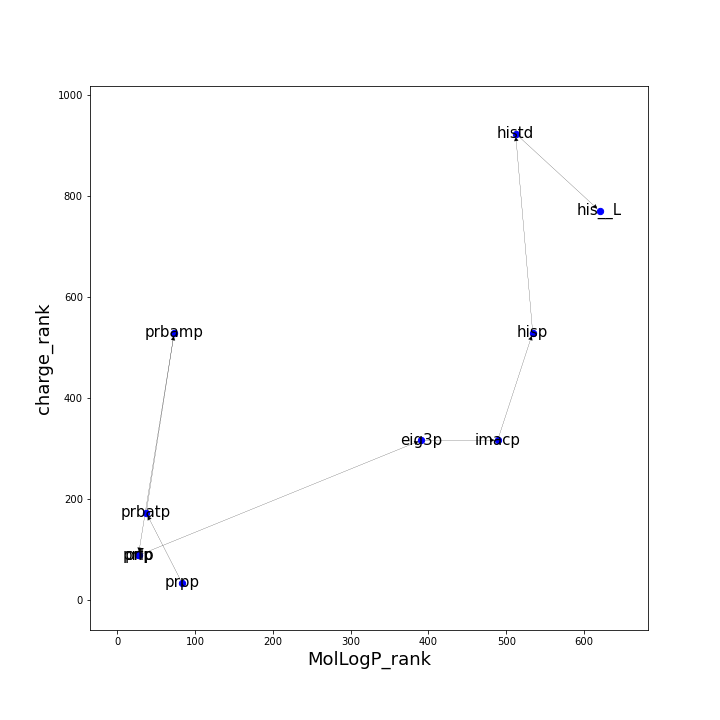 1000
histd
800
his__L
600
prbamp
hisp
charge_rank
400
eig3p
imacp
200
prbatp
prpp
0
0
100
200
300
400
500
600
MolLogP_rank